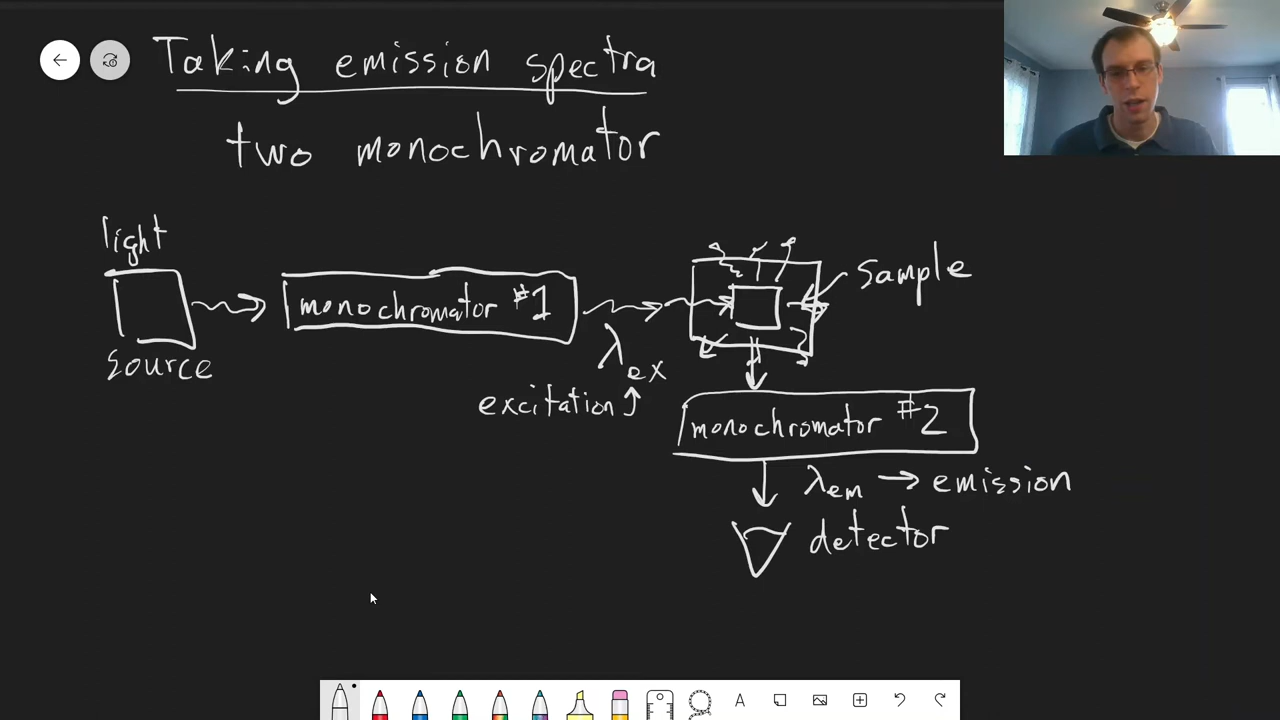 Taking emission spectra
two monochromator
light
source
monochromator #1
λex
excitation
sample
monochromator #2
λem → emission
detector
A